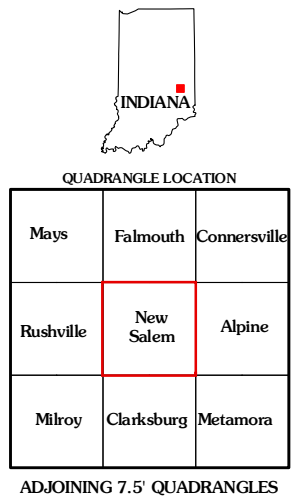 INDIANA
QUADRANGLE LOCATION
Mays Falmouth Connersville
Rushville New Salem Alpine
Milroy Clarksburg Metamora
ADJOINING 7.5' QUADRANGLES